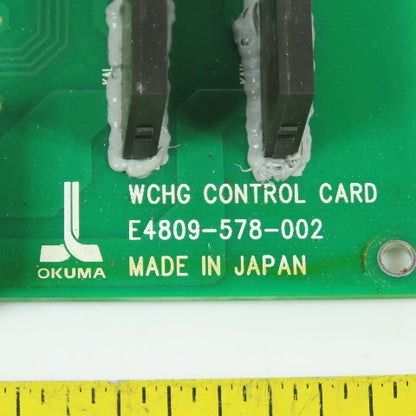 WCHG CONTROL CARD
E4809-578-002
OKUMA
MADE IN JAPAN